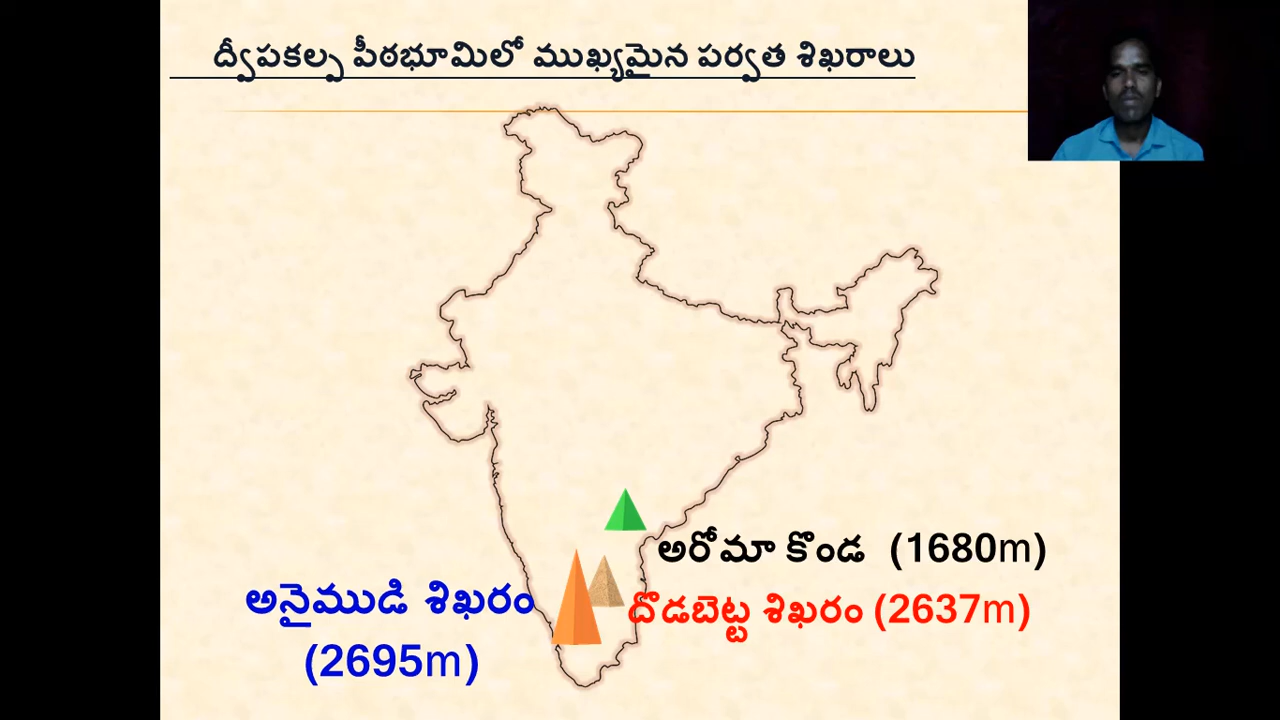 ద్వీపకల్ప పీఠభూమిలో ముఖ్యమైన పర్వత శిఖరాలు
అరోమా కొండ (1680m)
అనైముడి శిఖరం
(2695m)
దొడబెట్ట శిఖరం (2637m)